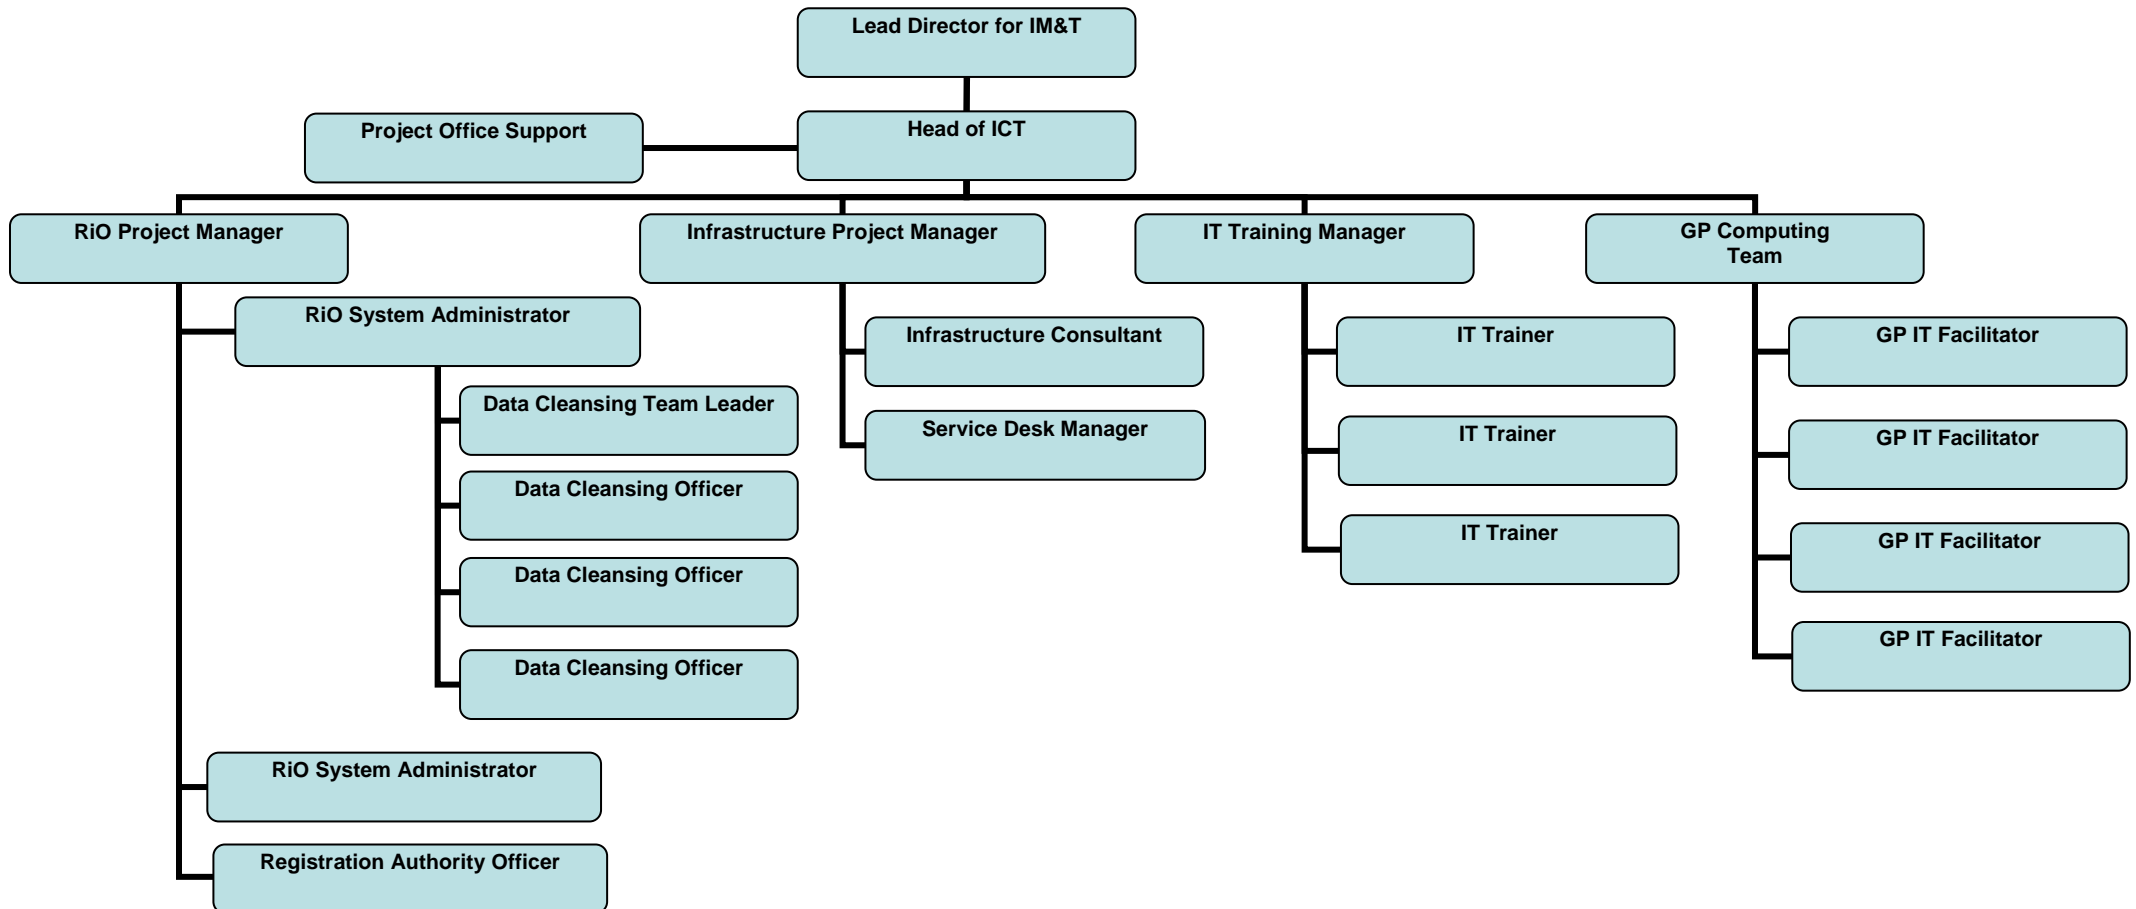 Lead Director for IM&T
Project Office Support
Head of ICT
RiO Project Manager
Infrastructure Project Manager
IT Training Manager
GP Computing
Team
RiO System Administrator
Data Cleansing Team Leader
Data Cleansing Officer
Data Cleansing Officer
Data Cleansing Officer
RiO System Administrator
Registration Authority Officer
Infrastructure Consultant
Service Desk Manager
IT Trainer
IT Trainer
IT Trainer
GP IT Facilitator
GP IT Facilitator
GP IT Facilitator
GP IT Facilitator